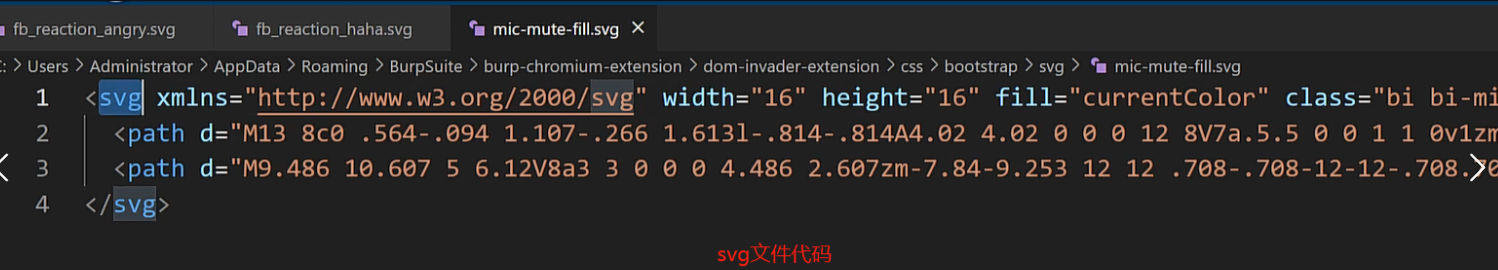 fb_reaction_angry.svg fb_reaction_haha.svg mic-mute-fill.svg ×
C: > Users > Administrator > AppData > Roaming > BurpSuite > burp-chromium-extension > dom-invader-extension > css > bootstrap > svg > mic-mute-fill.svg
1 <svg xmlns="http://www.w3.org/2000/svg" width="16" height="16" fill="currentColor" class="bi bi-mi
2 <path d="M13 8c0 .564-.094 1.107-.266 1.613l-.814-.814A4.02 4.02 0 0 0 12 8V7a.5.5 0 0 1 1 0v1zm
3 <path d="M9.486 10.607 5 6.12V8a3 3 0 0 0 4.486 2.607zm-7.84-9.253 12 12 .708-.708-12-12-.708.70
4 </svg>
svg文件代码